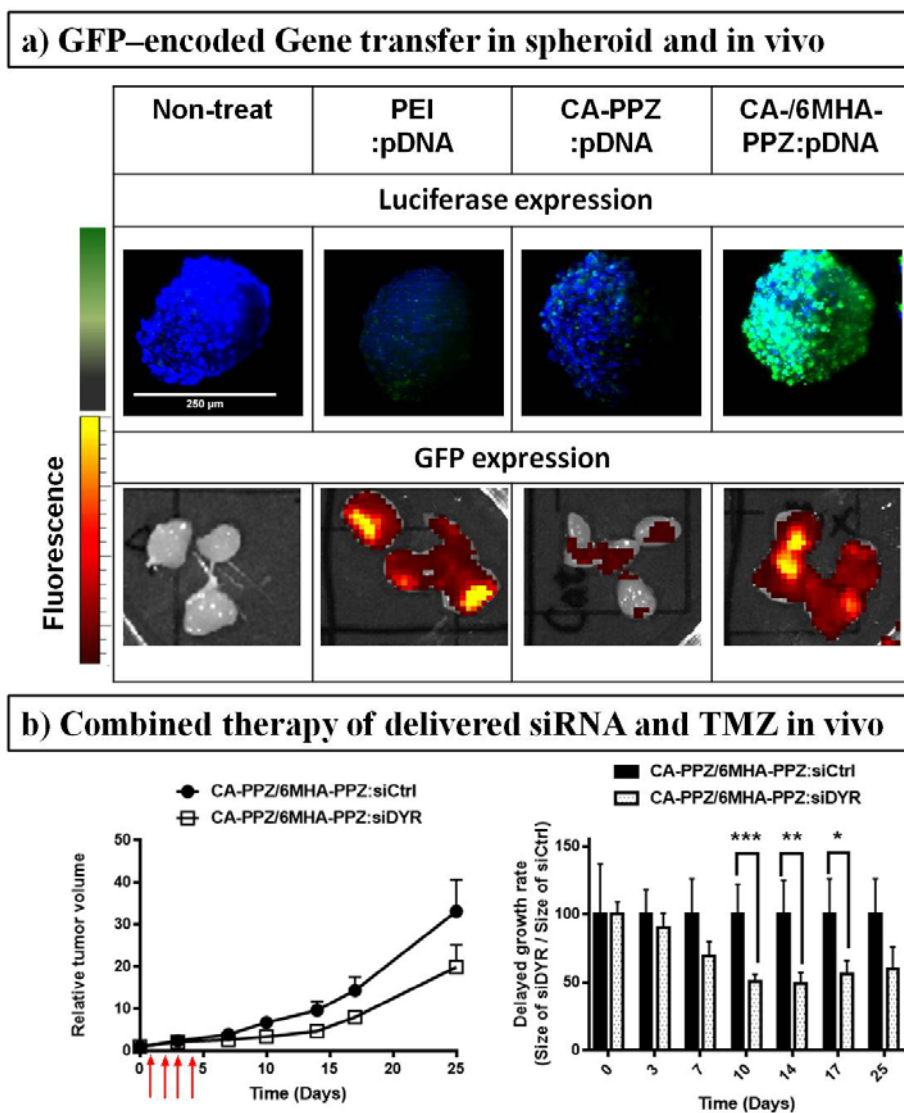 a) GFP–encoded Gene transfer in spheroid and in vivo
Non-treat
PEI
:pDNA
CA-PPZ
:pDNA
CA-/6MHA-
PPZ:pDNA
Luciferase expression
250 µm
GFP expression
Fluorescence
b) Combined therapy of delivered siRNA and TMZ in vivo
CA-PPZ/6MHA-PPZ:siCtrl
CA-PPZ/6MHA-PPZ:siDYR
Relative tumor volume
50
40
30
20
10
0
0 5 10 15 20 25
Time (Days)
CA-PPZ/6MHA-PPZ:siCtrl
CA-PPZ/6MHA-PPZ:siDYR
Delayed growth rate
(Size of siDYR / Size of siCtrl)
150
100
50
0
*** ** *
0 3 7 10 14 17 25
Time (Days)